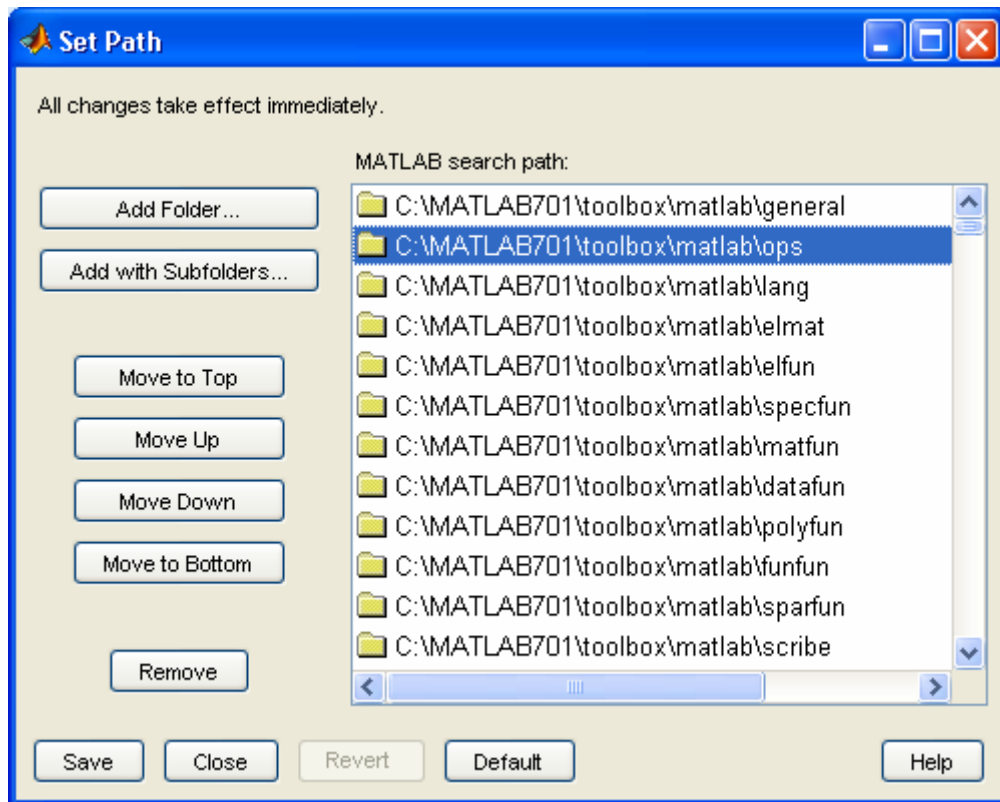 Set Path
All changes take effect immediately.
MATLAB search path:
Add Folder...
Add with Subfolders...
Move to Top
Move Up
Move Down
Move to Bottom
Remove
C:\MATLAB701\toolbox\matlab\general
C:\MATLAB701\toolbox\matlab\ops
C:\MATLAB701\toolbox\matlab\lang
C:\MATLAB701\toolbox\matlab\elmat
C:\MATLAB701\toolbox\matlab\elfun
C:\MATLAB701\toolbox\matlab\specfun
C:\MATLAB701\toolbox\matlab\matfun
C:\MATLAB701\toolbox\matlab\datafun
C:\MATLAB701\toolbox\matlab\polyfun
C:\MATLAB701\toolbox\matlab\funfun
C:\MATLAB701\toolbox\matlab\sparfun
C:\MATLAB701\toolbox\matlab\scribe
Save
Close
Revert
Default
Help